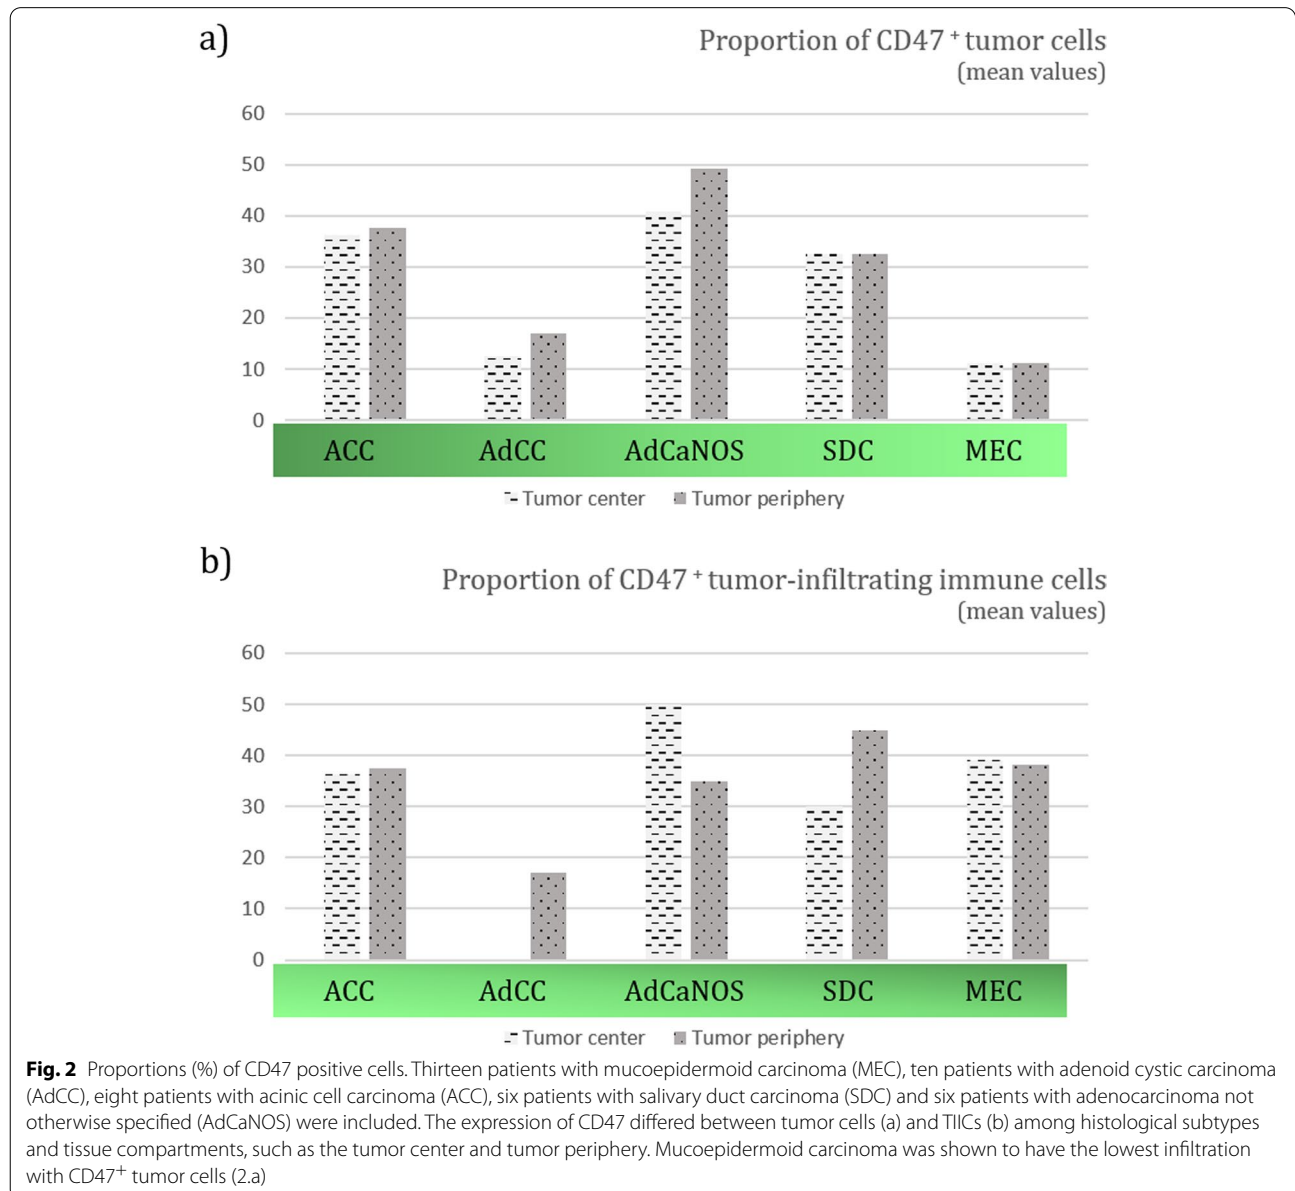 a)
Proportion of CD47 + tumor cells
(mean values)
60
50
40
30
20
10
0
ACC AdCC AdCaNOS SDC MEC
Tumor center Tumor periphery
b)
Proportion of CD47 + tumor-infiltrating immune cells
(mean values)
60
50
40
30
20
10
0
ACC AdCC AdCaNOS SDC MEC
Tumor center Tumor periphery
Fig. 2 Proportions (%) of CD47 positive cells. Thirteen patients with mucoepidermoid carcinoma (MEC), ten patients with adenoid cystic carcinoma
(AdCC), eight patients with acinic cell carcinoma (ACC), six patients with salivary duct carcinoma (SDC) and six patients with adenocarcinoma not
otherwise specified (AdCaNOS) were included. The expression of CD47 differed between tumor cells (a) and TIICs (b) among histological subtypes
and tissue compartments, such as the tumor center and tumor periphery. Mucoepidermoid carcinoma was shown to have the lowest infiltration
with CD47+ tumor cells (2.a)